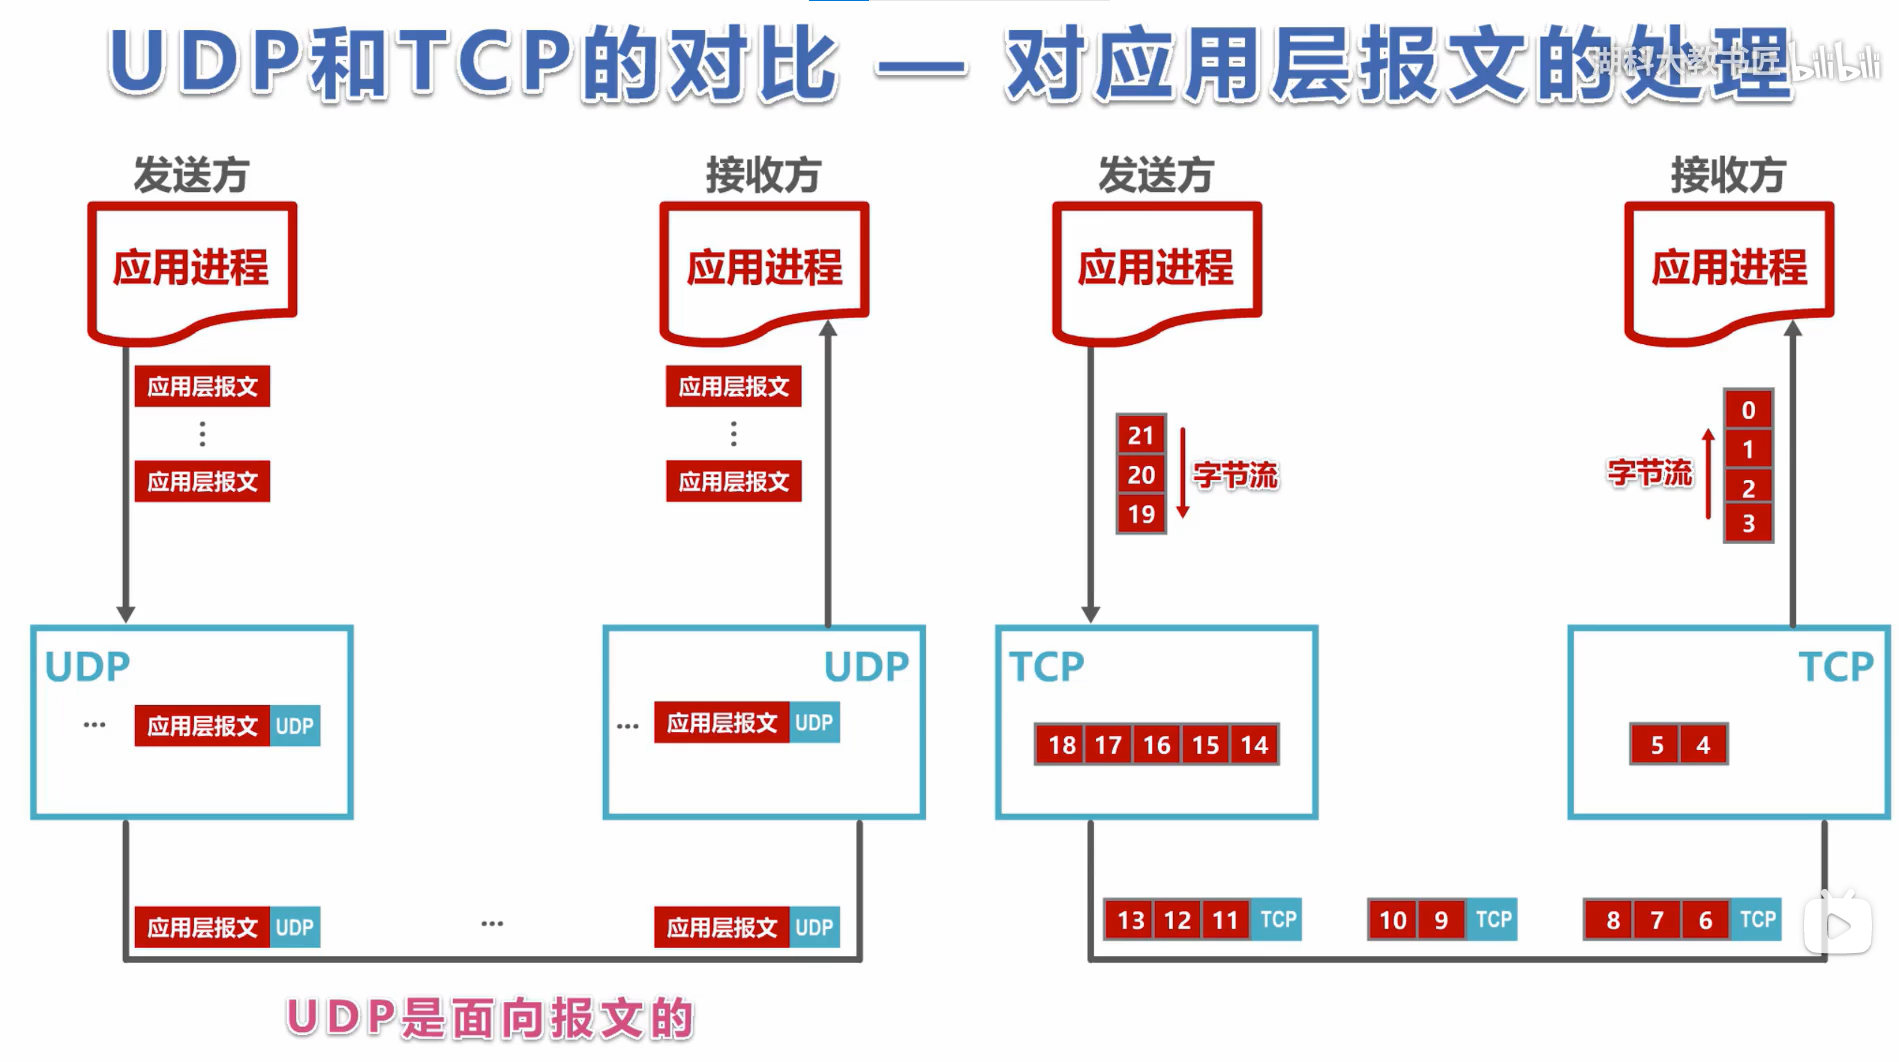 UDP和TCP的对比 — 对应用层报文的处理
湖科大教书匠 bilibili
发送方
应用进程
应用层报文
⋮
应用层报文
UDP
… 应用层报文 UDP
应用层报文 UDP
…
接收方
应用进程
应用层报文
⋮
应用层报文
UDP
… 应用层报文 UDP
应用层报文 UDP
UDP是面向报文的
发送方
应用进程
21
20
19
字节流
TCP
18 17 16 15 14
13 12 11 TCP
10 9 TCP
8 7 6 TCP
接收方
应用进程
字节流
0
1
2
3
TCP
5 4